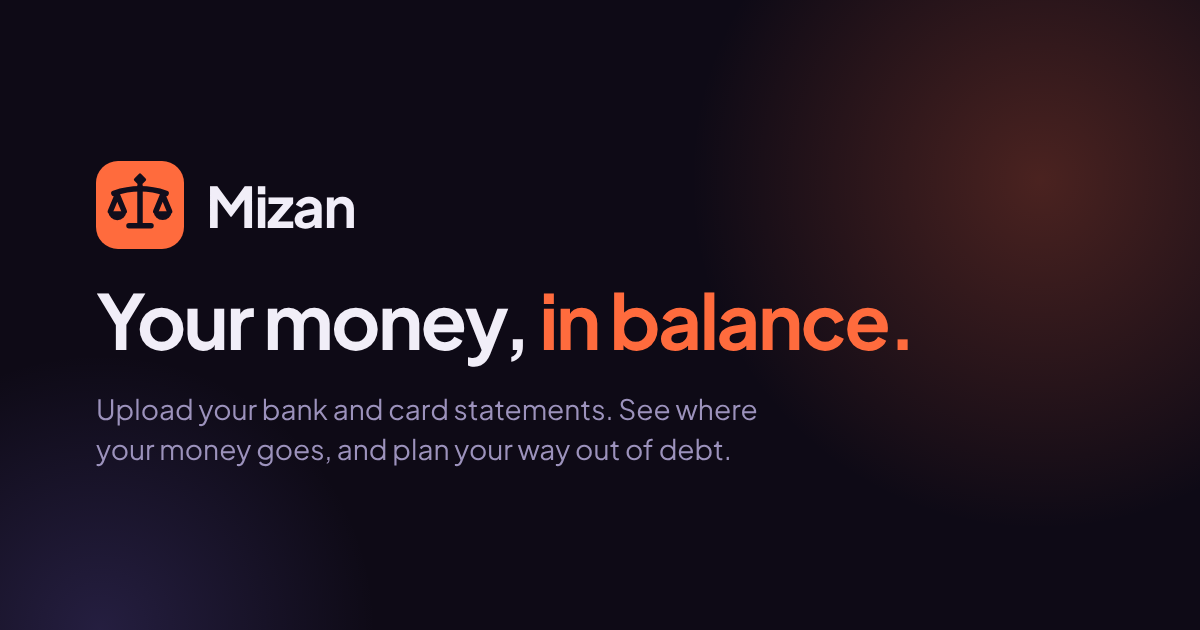 Mizan
Your money, in balance.
Upload your bank and card statements. See where
your money goes, and plan your way out of debt.